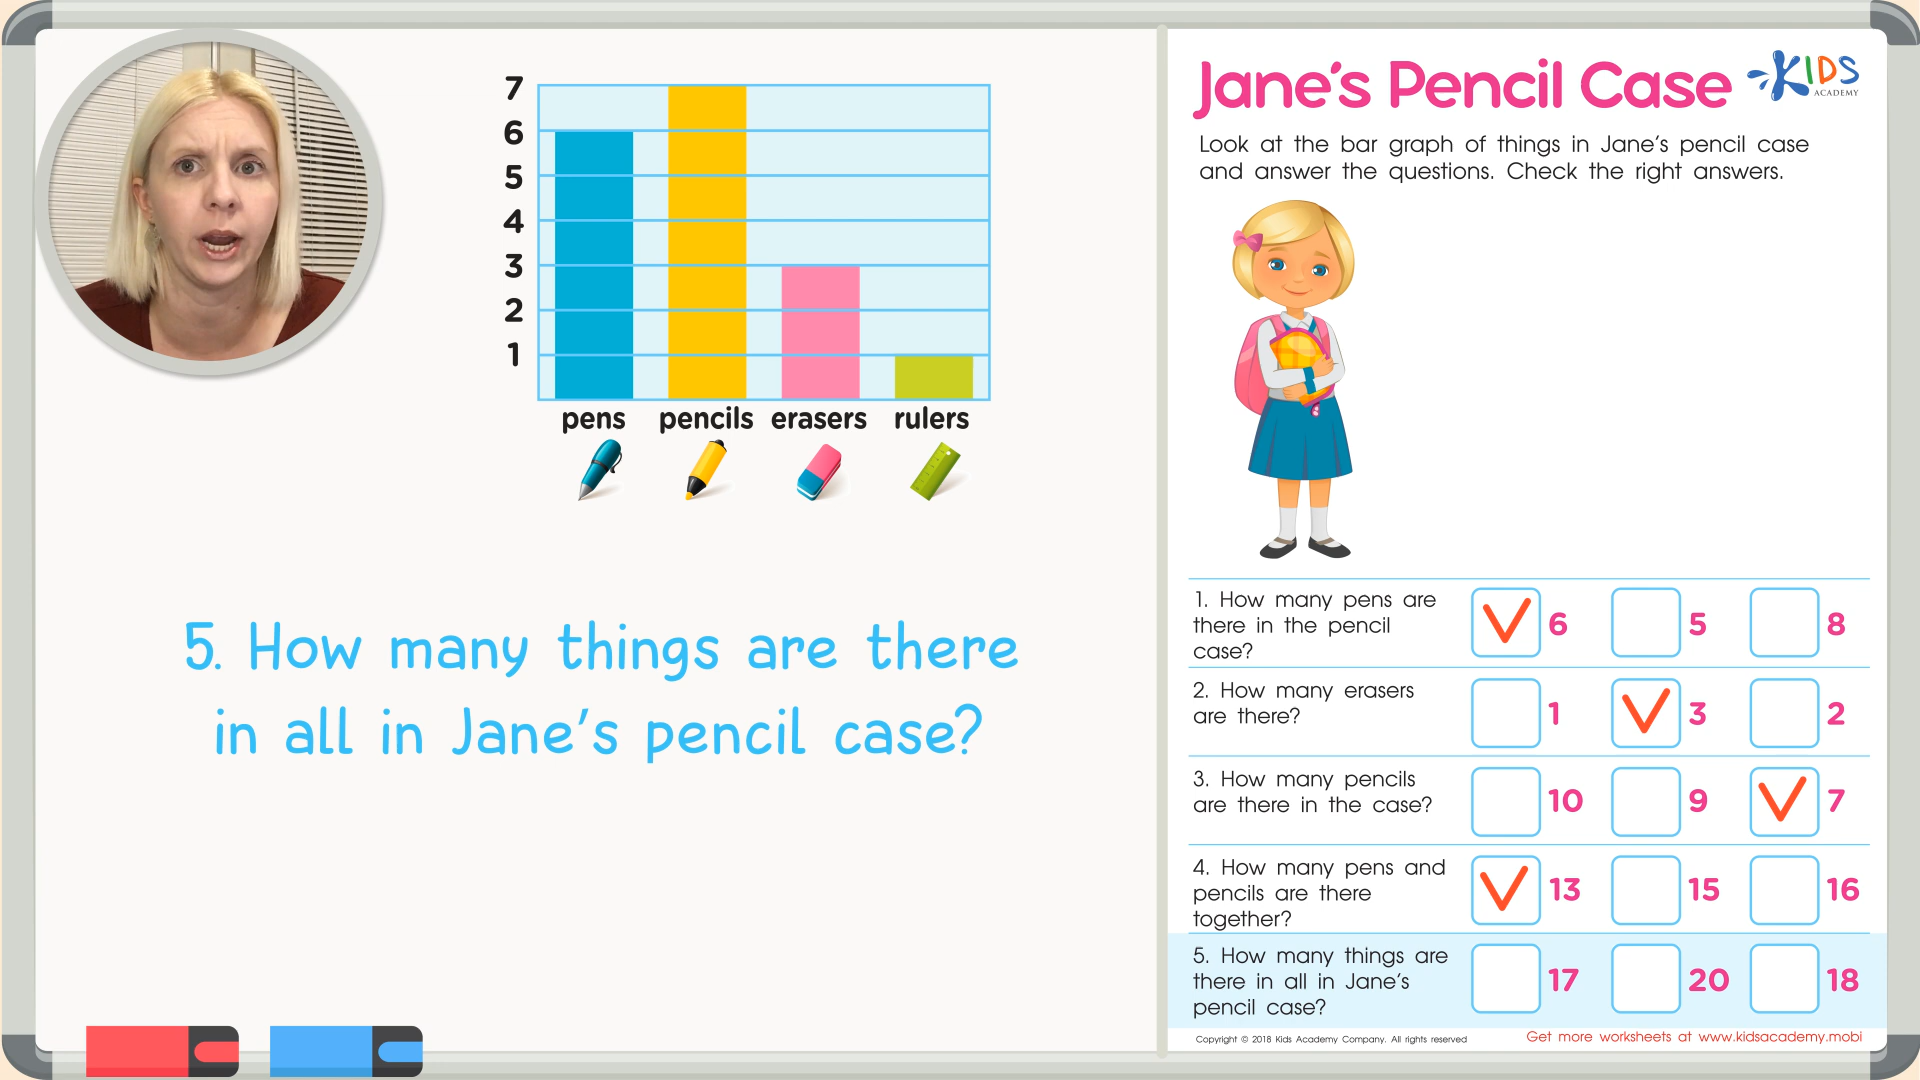 7
6
5
4
3
2
1
pens pencils erasers rulers
5. How many things are there
in all in Jane's pencil case?
Jane's Pencil Case
KIDS
ACADEMY
Look at the bar graph of things in Jane's pencil case
and answer the questions. Check the right answers.
1. How many pens are
there in the pencil
case?
6 5 8
2. How many erasers
are there?
1 3 2
3. How many pencils
are there in the case?
10 9 7
4. How many pens and
pencils are there
together?
13 15 16
5. How many things are
there in all in Jane's
pencil case?
17 20 18
Copyright © 2018 Kids Academy Company. All rights reserved
Get more worksheets at www.kidsacademy.mobi